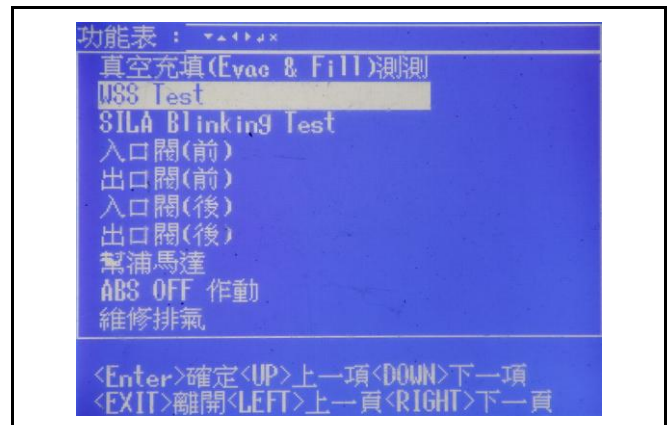 功能表：▼▲◀▶↲×
真空充填(Evac & Fill)測測
WSS Test
SILA Blinking Test
入口閥(前)
出口閥(前)
入口閥(後)
出口閥(後)
幫浦馬達
ABS OFF 作動
維修排氣
<Enter>確定<UP>上一項<DOWN>下一項
<EXIT>離開<LEFT>上一頁<RIGHT>下一頁